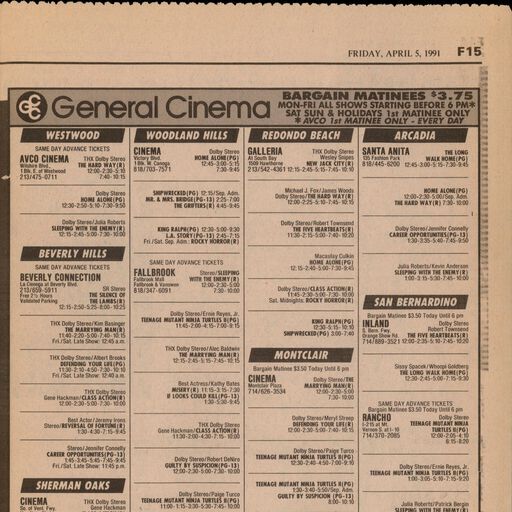 FRIDAY, APRIL 5, 1991 F15
GCC General Cinema
BARGAIN MATINEES $3.75
MON-FRI ALL SHOWS STARTING BEFORE 6 PM*
SAT SUN & HOLIDAYS 1st MATINEE ONLY
*AVCO 1st MATINEE ONLY - EVERY DAY
WESTWOOD
SAME DAY ADVANCE TICKETS
AVCO CINEMA
THX Dolby Stereo
Wilshire Blvd.,
THE HARD WAY(R)
1 Blk. E. of Westwood
12:00-2:30-5:10
213/475-0711
7:40-10:15
Dolby Stereo
HOME ALONE(PG)
12:30-2:50-5:10-7:30-9:50
Dolby Stereo/Julia Roberts
SLEEPING WITH THE ENEMY(R)
12:15-2:45-5:00-7:30-10:00
BEVERLY HILLS
SAME DAY ADVANCE TICKETS
BEVERLY CONNECTION
La Cienega at Beverly Blvd.
213/659-5911
SR Dolby Stereo
Free 2½ Hours
THE SILENCE OF
Validated Parking
THE LAMBS(R)
12:15-2:50-5:25-8:00-10:25
THX Dolby Stereo/Kim Basinger
THE MARRYING MAN(R)
11:40-2:20-5:00-7:40-10:15
Fri./Sat. Late Show: 12:45 a.m.
THX Dolby Stereo/Albert Brooks
DEFENDING YOUR LIFE(PG)
11:30-2:10-4:50-7:30-10:10
Fri./Sat. Late Show: 12:40 a.m.
THX Dolby Stereo
Gene Hackman/CLASS ACTION(R)
12:00-2:30-5:00-7:30-10:00
Best Actor/Jeremy Irons
Stereo/REVERSAL OF FORTUNE(R)
1:30-4:30-7:15-9:45
Stereo/Jennifer Connelly
CAREER OPPORTUNITIES(PG-13)
1:45-3:45-5:45-7:45-9:45
Fri./Sat. Late Show: 11:45 p.m.
SHERMAN OAKS
CINEMA
THX Dolby Stereo
So. of Vent. Fwy.
Gene Hackman
WOODLAND HILLS
CINEMA
Dolby Stereo
Victory Blvd.
HOME ALONE(PG)
1 Blk. W. Canoga
12:45-3:00-5:15
818/703-7571
7:30-9:45
SHIPWRECKED(PG) 12:15/Sep. Adm.
MR. & MRS. BRIDGE(PG-13) 2:25-7:00
THE GRIFTERS(R) 4:45-9:45
KING RALPH(PG) 12:30-5:00-9:30
L.A. STORY(PG-13) 2:45-7:15
Fri./Sat. Sep. Adm.: ROCKY HORROR(R)
SAME DAY ADVANCE TICKETS
FALLBROOK
Stereo/SLEEPING
Fallbrook Mall
WITH THE ENEMY(R)
Fallbrook & Vanowen
12:00-2:30-5:00
818/347-6091
7:30-10:00
Dolby Stereo/Ernie Reyes, Jr.
TEENAGE MUTANT NINJA TURTLES II(PG)
11:45-2:00-4:15-7:00-9:15
Dolby Stereo/Alec Baldwin
THE MARRYING MAN(R)
12:15-2:45-5:15-7:45-10:15
Best Actress/Kathy Bates
MISERY(R) 11:15-3:15-7:30
IF LOOKS COULD KILL(PG-13)
1:30-5:30-9:45
THX Dolby Stereo
Gene Hackman/CLASS ACTION(R)
11:30-2:00-4:30-7:15-10:00
Dolby Stereo/Robert DeNiro
GUILTY BY SUSPICION(PG-13)
12:00-2:30-5:00-7:30-10:00
Dolby Stereo/Paige Turco
TEENAGE MUTANT NINJA TURTLES II(PG)
11:00-1:15-3:30-5:30-7:45-10:00
REDONDO BEACH
GALLERIA
THX Dolby Stereo
At South Bay
Wesley Snipes
1509 Hawthorne
NEW JACK CITY(R)
213/542-4361 12:15-2:45-5:15-7:45-10:10
Michael J. Fox/James Woods
Dolby Stereo/THE HARD WAY(R)
12:00-2:25-5:10-7:45-10:15
Dolby Stereo/Robert Townsend
THE FIVE HEARTBEATS(R)
11:30-2:15-5:00-7:40-10:20
Macaulay Culkin
HOME ALONE(PG)
12:15-2:40-5:00-7:30-9:45
Dolby Stereo/CLASS ACTION(R)
11:45-2:30-5:00-7:30-10:00
Sat. Midnights: ROCKY HORROR(R)
KING RALPH(PG)
12:30-5:15-10:10
SHIPWRECKED(PG) 3:00-7:40
MONTCLAIR
Bargain Matinee $3.50 Today Until 6 pm
CINEMA
Dolby Stereo/THE
Montclair Plaza
MARRYING MAN(R)
714/626-3534
12:00-2:30-5:00
7:30-10:00
Dolby Stereo/Meryl Streep
DEFENDING YOUR LIFE(R)
12:00-2:30-5:00-7:40-10:15
Dolby Stereo/Paige Turco
TEENAGE MUTANT NINJA TURTLES II(PG)
12:30-2:40-4:50-7:00-9:10
Dolby Stereo
TEENAGE MUTANT NINJA TURTLES II(PG)
1:30-3:40-5:50/Sep. Adm.
GUILTY BY SUSPICION(PG-13)
8:00-10:10
ARCADIA
SANTA ANITA
THE LONG
135 Fashion Park
WALK HOME(PG)
818/445-6200
12:45-3:00-5:15-7:30-9:45
HOME ALONE(PG)
12:00-2:30-5:00/Sep. Adm.
THE HARD WAY(R) 7:30-10:00
Dolby Stereo/Jennifer Connelly
CAREER OPPORTUNITIES(PG-13)
1:30-3:35-5:40-7:45-9:50
Julia Roberts/Kevin Anderson
SLEEPING WITH THE ENEMY(R)
1:00-3:15-5:30-7:45-10:00
SAN BERNARDINO
Bargain Matinee $3.50 Today Until 6 pm
INLAND
Dolby Stereo
S. Bern. Fwy.
Robert Townsend
Orange Show Rd.
THE FIVE HEARTBEATS(R)
714/889-3521 12:00-2:35-5:10-7:45-10:20
Sissy Spacek/Whoopi Goldberg
THE LONG WALK HOME(PG)
12:30-2:45-5:00-7:15-9:30
SAME DAY ADVANCE TICKETS
Bargain Matinee $3.50 Today Until 6 pm
RANCHO
Dolby Stereo
I-215 at Mt.
TEENAGE MUTANT NINJA
Vernon S. of I-10
TURTLES II(PG)
714/370-2085
12:00-2:05-4:10
6:15-8:20
Dolby Stereo/Ernie Reyes, Jr.
TEENAGE MUTANT NINJA TURTLES II(PG)
1:00-3:05-5:10-7:15-9:20
Julia Roberts/Patrick Bergin
SLEEPING WITH THE ENEMY(R)